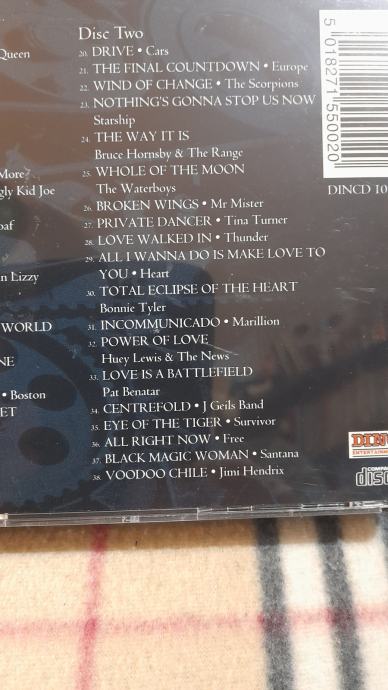 Queen
More?
gly Kid Joe
oaf
n Lizzy
WORLD
NE
• Boston
ET
Disc Two
20. DRIVE • Cars
21. THE FINAL COUNTDOWN • Europe
22. WIND OF CHANGE • The Scorpions
23. NOTHING'S GONNA STOP US NOW
Starship
24. THE WAY IT IS
Bruce Hornsby & The Range
25. WHOLE OF THE MOON
The Waterboys
26. BROKEN WINGS • Mr Mister
27. PRIVATE DANCER • Tina Turner
28. LOVE WALKED IN • Thunder
29. ALL I WANNA DO IS MAKE LOVE TO
YOU • Heart
30. TOTAL ECLIPSE OF THE HEART
Bonnie Tyler
31. INCOMMUNICADO • Marillion
32. POWER OF LOVE
Huey Lewis & The News
33. LOVE IS A BATTLEFIELD
Pat Benatar
34. CENTREFOLD • J Geils Band
35. EYE OF THE TIGER • Survivor
36. ALL RIGHT NOW • Free
37. BLACK MAGIC WOMAN • Santana
38. VOODOO CHILE • Jimi Hendrix
5 018271 550020
DINCD 10
DIN
ENTERTAINM
COMPA
disc